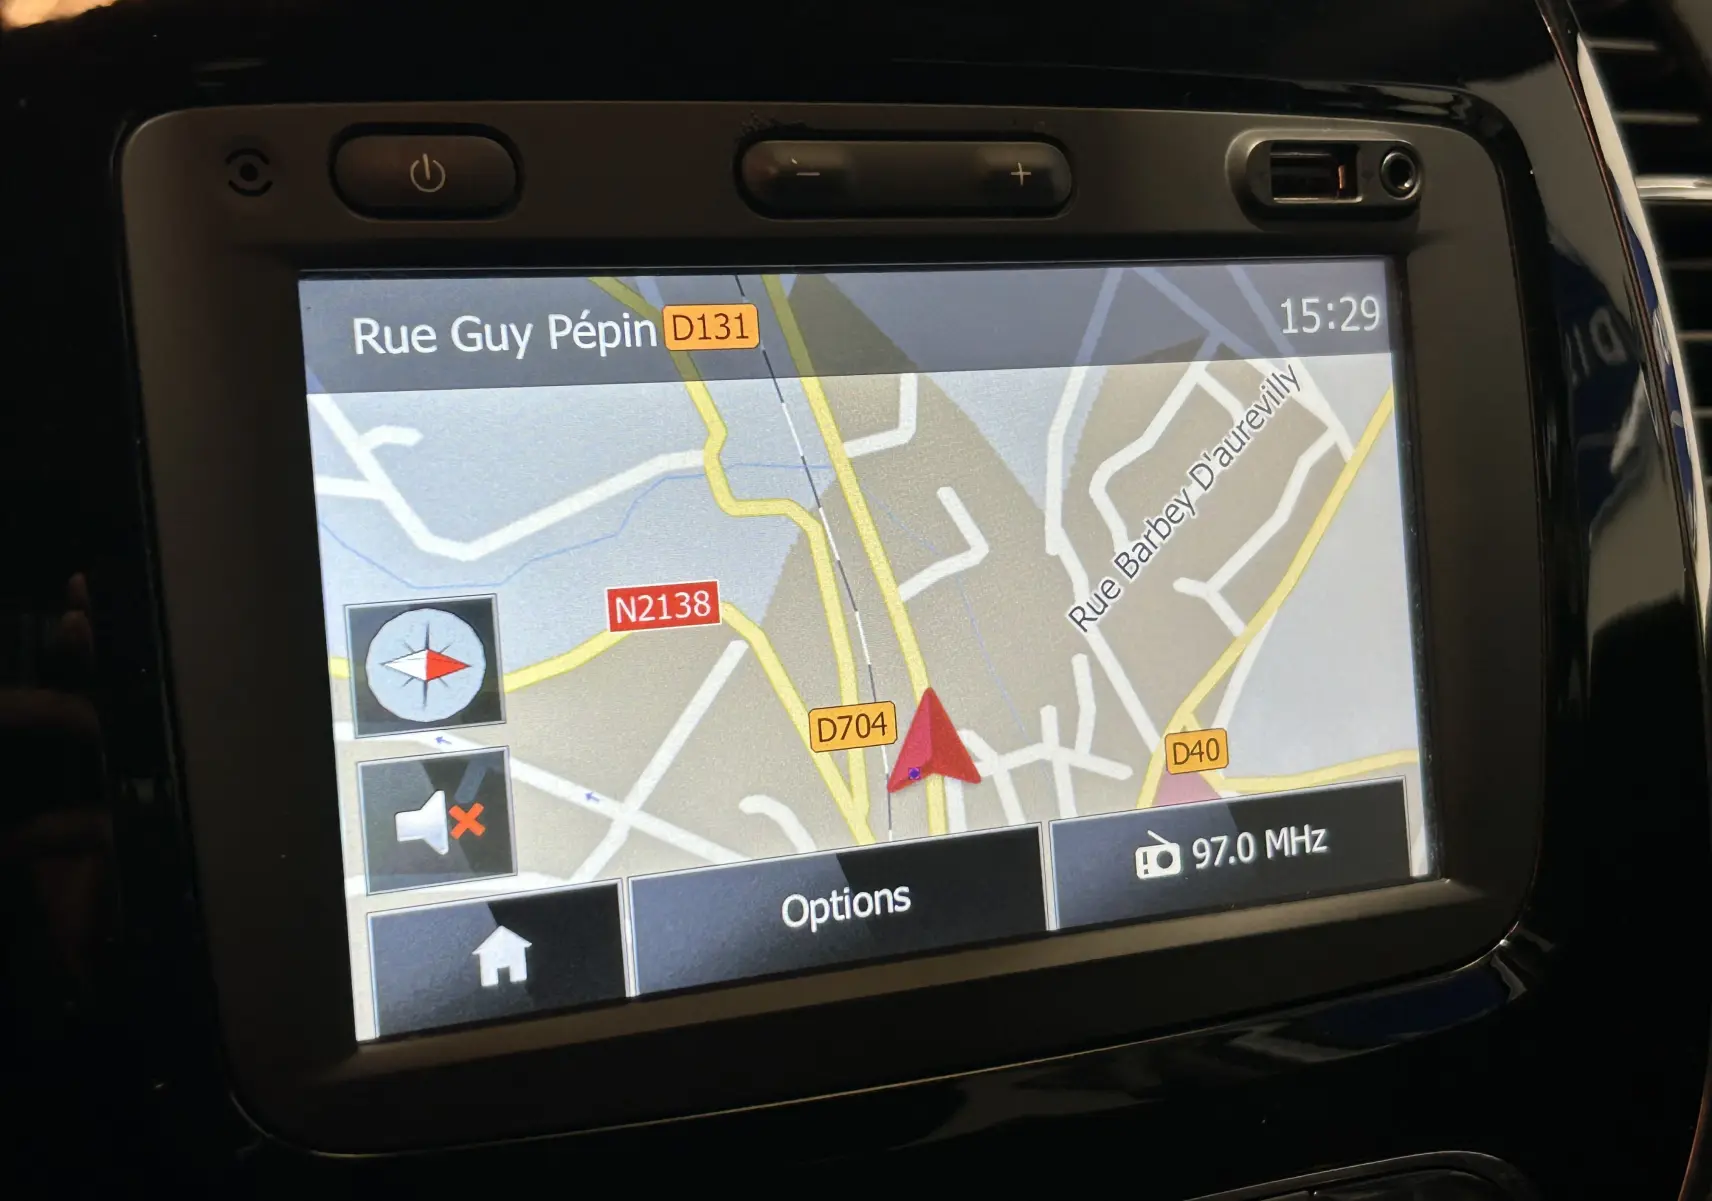 Rue Guy Pépin D131
15:29
Rue Barbey D'aurevilly
N2138
D704
D40
97.0 MHz
Options